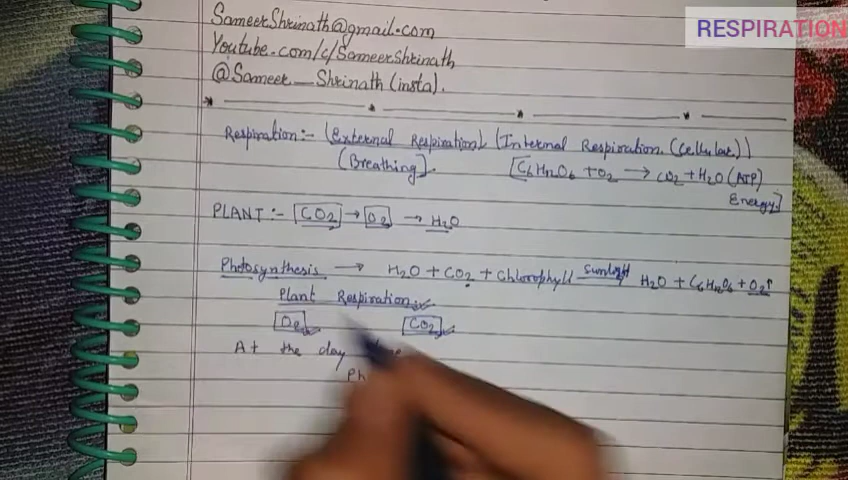 RESPIRATION
SameerShrinath@gmail.com
Youtube.com/c/SameerShrinath
@Sameer_Shrinath (insta).
Respiration:- (External Respiration) (Internal Respiration (Cellular))
(Breathing). [C6H12O6 + O2 → CO2 + H2O (ATP)
Energy.]
PLANT:- CO2 → O2 → H2O
Photosynthesis → H2O + CO2 + Chlorophyll sunlight H2O + C6H12O6 + O2↑
Plant Respiration.
O2 CO2
At the day
Ph